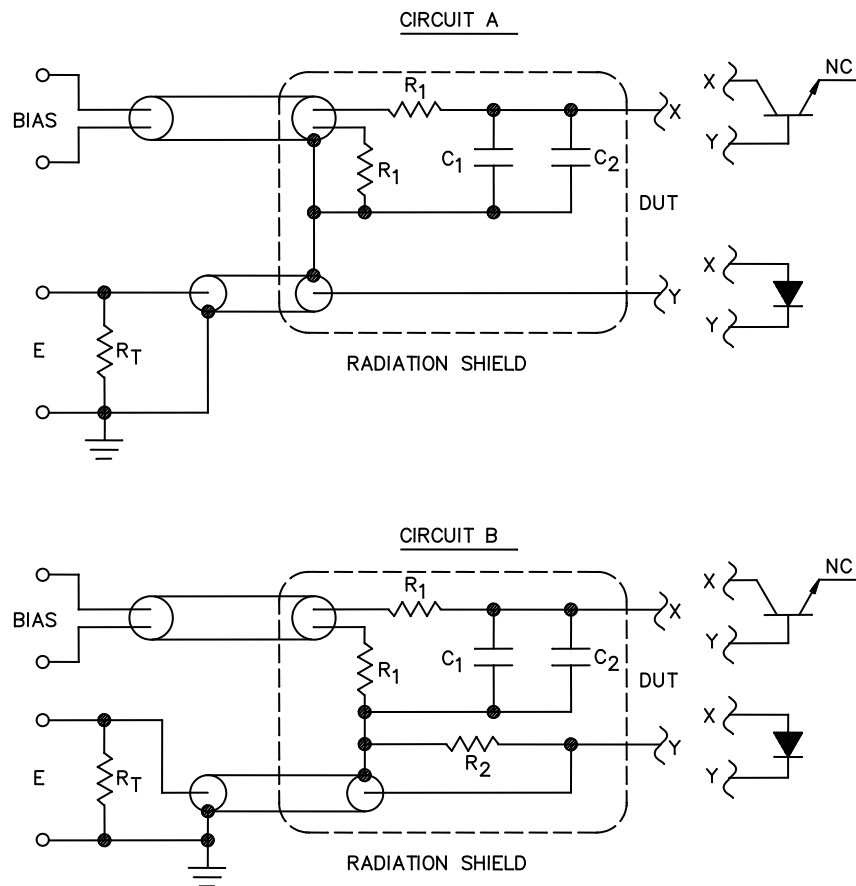 CIRCUIT A
R1
NC
X
X
BIAS
Y
C1
C2
R1
DUT
X
Y
E
RT
Y
RADIATION SHIELD
CIRCUIT B
R1
NC
X
X
BIAS
Y
C1
C2
R1
DUT
X
Y
R2
E
RT
Y
RADIATION SHIELD